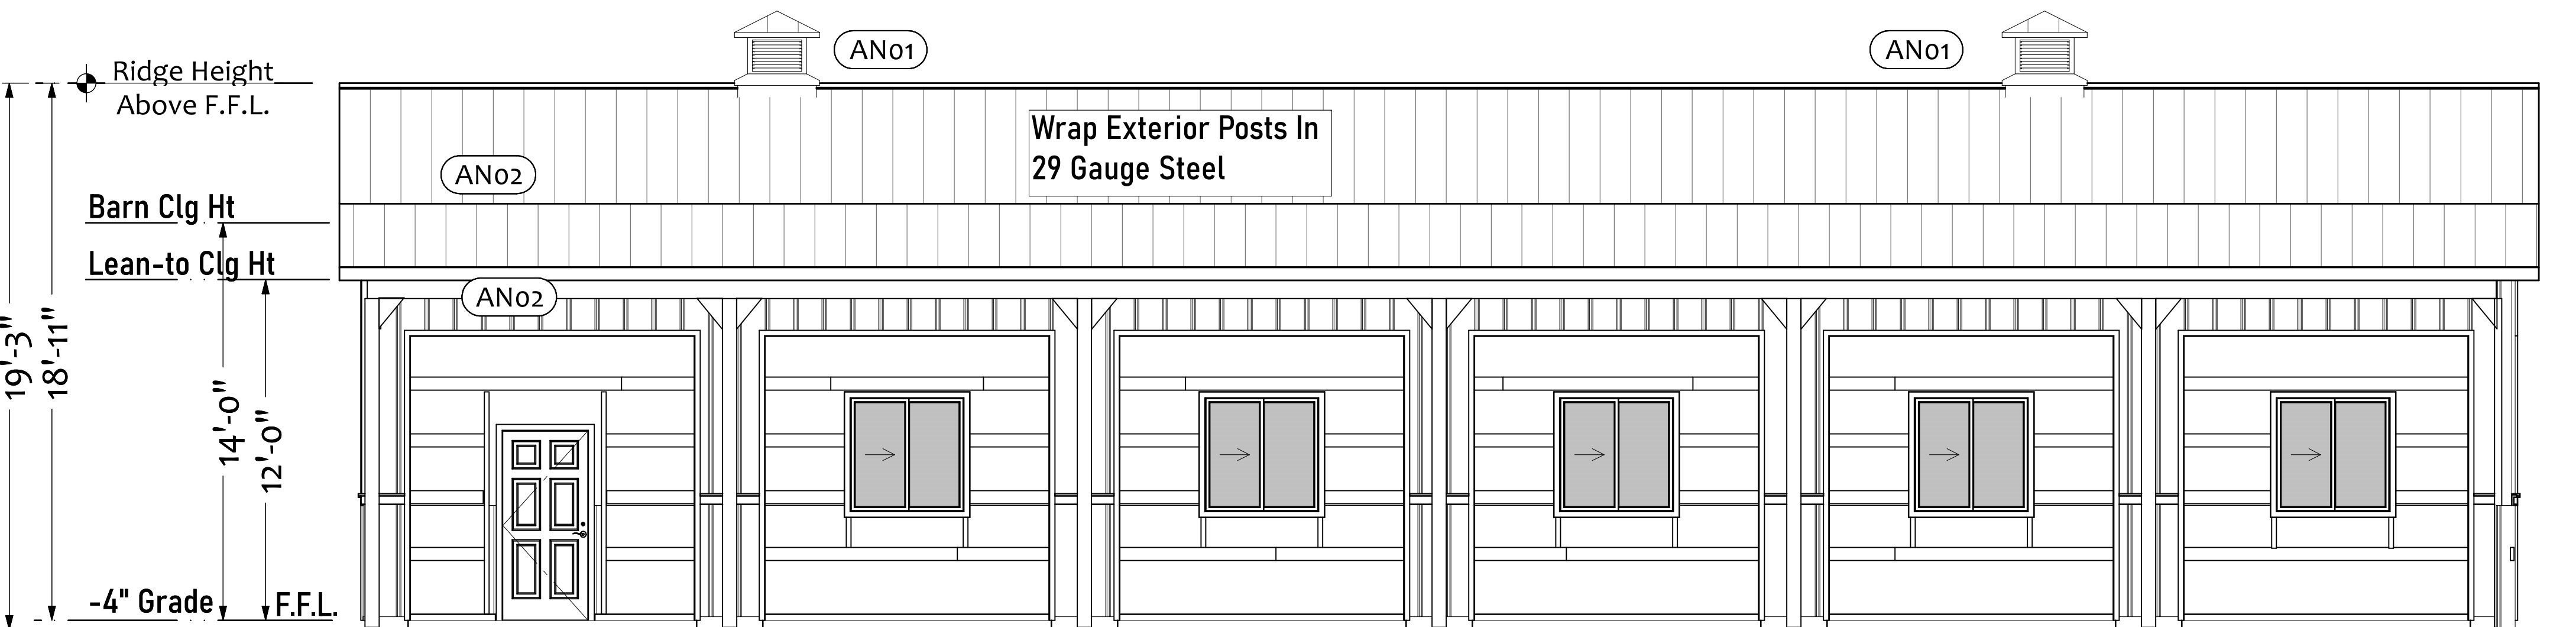 AN01
AN01
Ridge Height
Above F.F.L.
Wrap Exterior Posts In
29 Gauge Steel
AN02
Barn Clg Ht
Lean-to Clg Ht
AN02
19'-3"
18'-11"
14'-0"
12'-0"
-4" Grade
F.F.L.